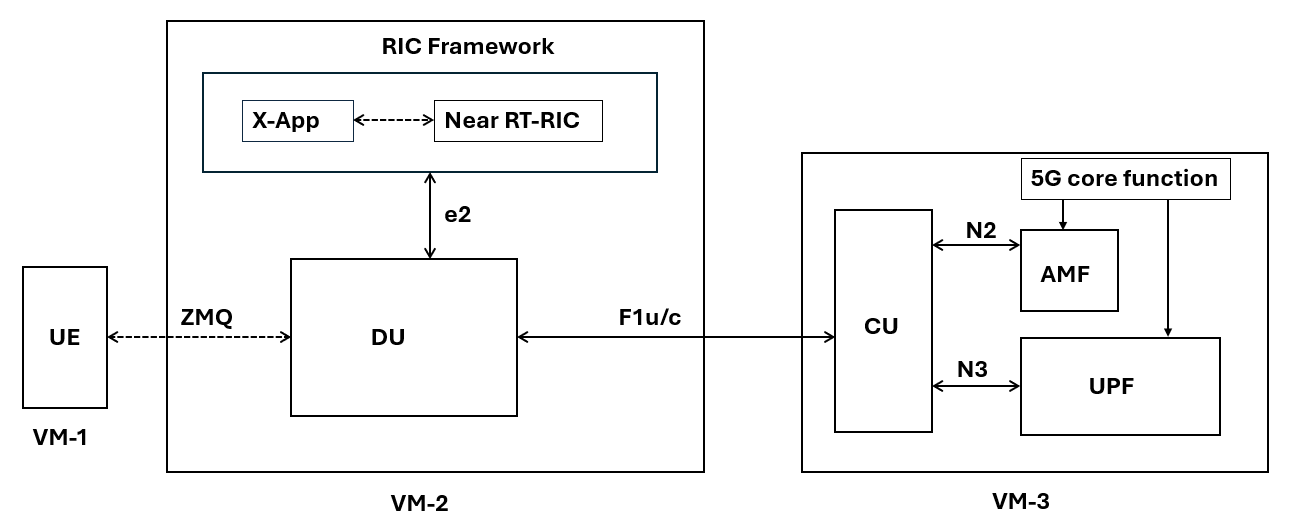 RIC Framework
X-App
Near RT-RIC
e2
5G core function
N2
AMF
ZMQ
F1u/c
UE
DU
CU
N3
UPF
VM-1
VM-2
VM-3